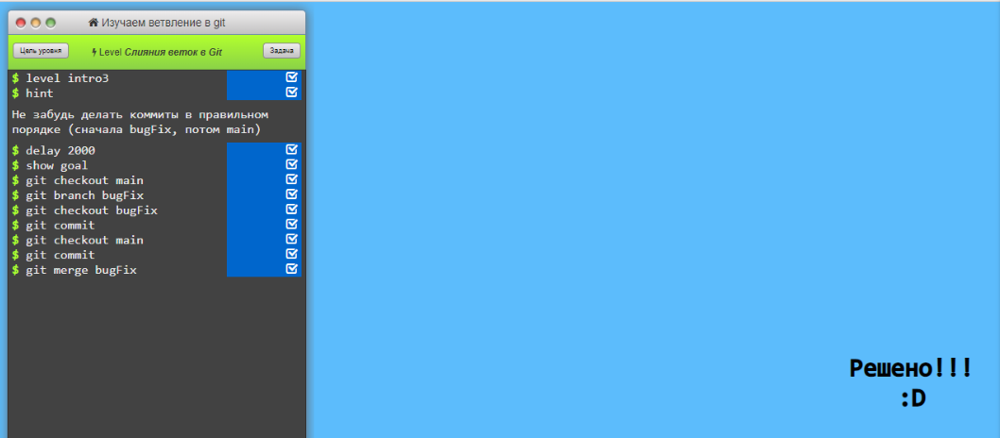 Изучаем ветвление в git
Цель уровня
Level Слияния веток в Git
Задача
$ level intro3
$ hint
Не забудь делать коммиты в правильном
порядке (сначала bugFix, потом main)
$ delay 2000
$ show goal
$ git checkout main
$ git branch bugFix
$ git checkout bugFix
$ git commit
$ git checkout main
$ git commit
$ git merge bugFix
Решено!!!
:D